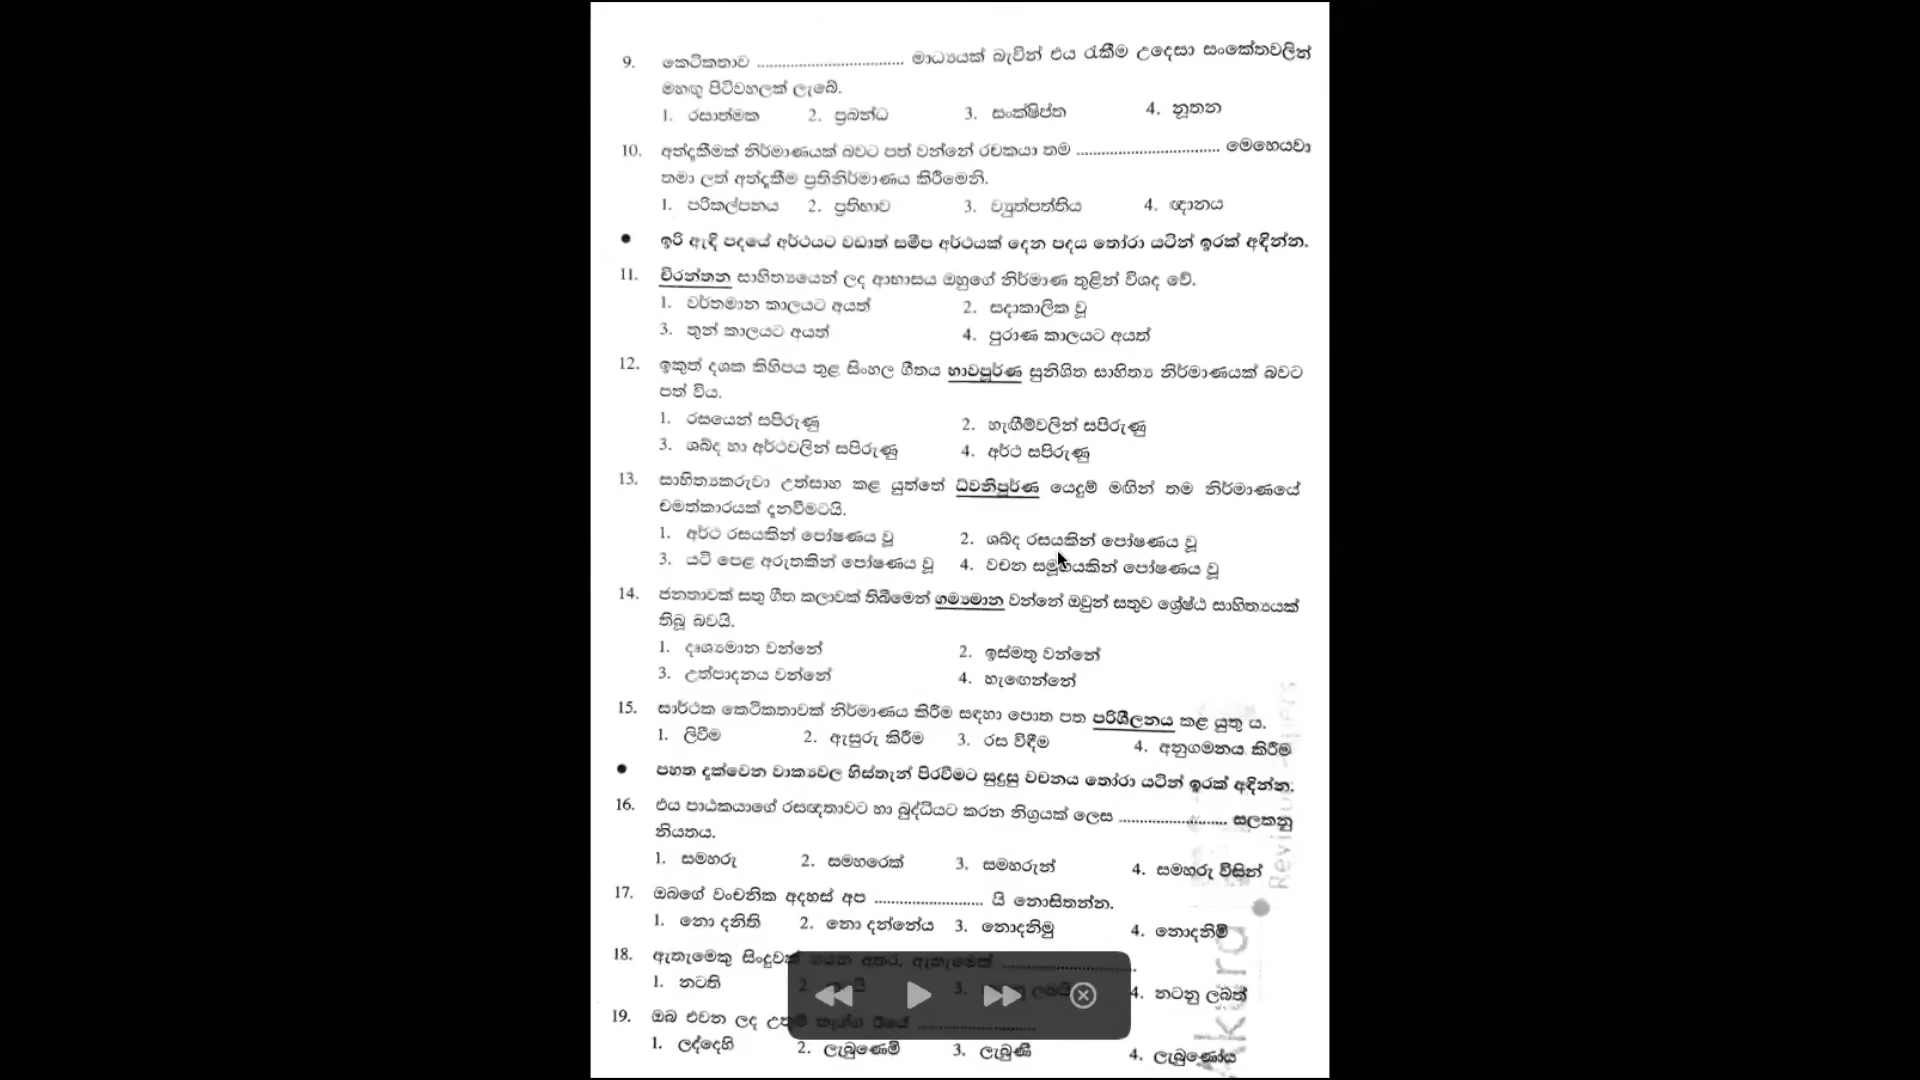 9. කෙටිකතාව ................................. මාධ්‍යයක් බැවින් එය රැකීම උදෙසා සංකේතවලින්
මහඟු පිටිවහලක් ලැබේ.
1. රසාත්මක 2. ප්‍රබන්ධ 3. සංක්ෂිප්ත 4. නූතන
10. අත්දැකීමක් නිර්මාණයක් බවට පත් වන්නේ රචකයා තම ................................. මෙහෙයවා
තමා ලත් අත්දැකීම ප්‍රතිනිර්මාණය කිරීමෙනි.
1. පරිකල්පනය 2. ප්‍රතිභාව 3. ව්‍යුත්පත්තිය 4. ඥානය
● ඉරි ඇඳි පදයේ අර්ථයට වඩාත් සමීප අර්ථයක් දෙන පදය තෝරා යටින් ඉරක් අඳින්න.
11. චිරන්තන සාහිත්‍යයෙන් ලද ආභාසය ඔහුගේ නිර්මාණ තුළින් විශද වේ.
1. වර්තමාන කාලයට අයත් 2. සදාකාලික වූ
3. තුන් කාලයට අයත් 4. පුරාණ කාලයට අයත්
12. ඉකුත් දශක කිහිපය තුළ සිංහල ගීතය භාවපූර්ණ සුනිශිත සාහිත්‍ය නිර්මාණයක් බවට
පත් විය.
1. රසයෙන් සපිරුණු 2. හැඟීම්වලින් සපිරුණු
3. ශබ්ද හා අර්ථවලින් සපිරුණු 4. අර්ථ සපිරුණු
13. සාහිත්‍යකරුවා උත්සාහ කළ යුත්තේ ධ්වනිපූර්ණ යෙදුම් මඟින් තම නිර්මාණයේ
චමත්කාරයක් දැනවීමටයි.
1. අර්ථ රසයකින් පෝෂණය වූ 2. ශබ්ද රසයකින් පෝෂණය වූ
3. යටි පෙළ අරුතකින් පෝෂණය වූ 4. වචන සමූහයකින් පෝෂණය වූ
14. ජනතාවක් සතු ගීත කලාවක් තිබීමෙන් ගම්‍යමාන වන්නේ ඔවුන් සතුව ශ්‍රේෂ්ඨ සාහිත්‍යයක්
තිබූ බවයි.
1. දෘශ්‍යමාන වන්නේ 2. ඉස්මතු වන්නේ
3. උත්පාදනය වන්නේ 4. හැඟෙන්නේ
15. සාර්ථක කෙටිකතාවක් නිර්මාණය කිරීම සඳහා පොත පත පරිශීලනය කළ යුතු ය.
1. ලිවීම 2. ඇසුරු කිරීම 3. රස විඳීම 4. අනුගමනය කිරීම
● පහත දැක්වෙන වාක්‍යවල හිස්තැන් පිරවීමට සුදුසු වචනය තෝරා යටින් ඉරක් අඳින්න.
16. එය පාඨකයාගේ රසඥතාවට හා බුද්ධියට කරන නිග්‍රයක් ලෙස ......................... සලකනු
නියතය.
1. සමහරු 2. සමහරෙක් 3. සමහරුන් 4. සමහරු විසින්
17. ඔබගේ වංචනික අදහස් අප ......................... යි නොසිතන්න.
1. නො දනිති 2. නො දන්නේය 3. නොදනිමු 4. නොදනිමි
18. ඇතැමෙකු සිංදුවක් ගයන අතර, ඇතැමෙක් ..............................
1. නටති 3. 4. නටනු ලබත්
19. ඔබ එවන ලද උතුම් තෑග්ග ..........................
1. ලද්දෙහි 2. ලැබුණෙමි 3. ලැබුණි 4. ලැබුණෝය
Akura